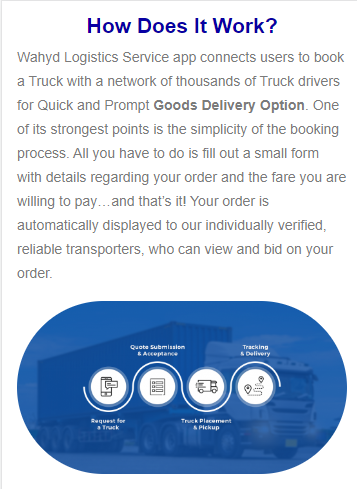 How Does It Work?
Wahyd Logistics Service app connects users to book
a Truck with a network of thousands of Truck drivers
for Quick and Prompt Goods Delivery Option. One
of its strongest points is the simplicity of the booking
process. All you have to do is fill out a small form
with details regarding your order and the fare you are
willing to pay…and that's it! Your order is
automatically displayed to our individually verified,
reliable transporters, who can view and bid on your
order.
Quote Submission
& Acceptance
Tracking
& Delivery
Request for
a Truck
Truck Placement
& Pickup